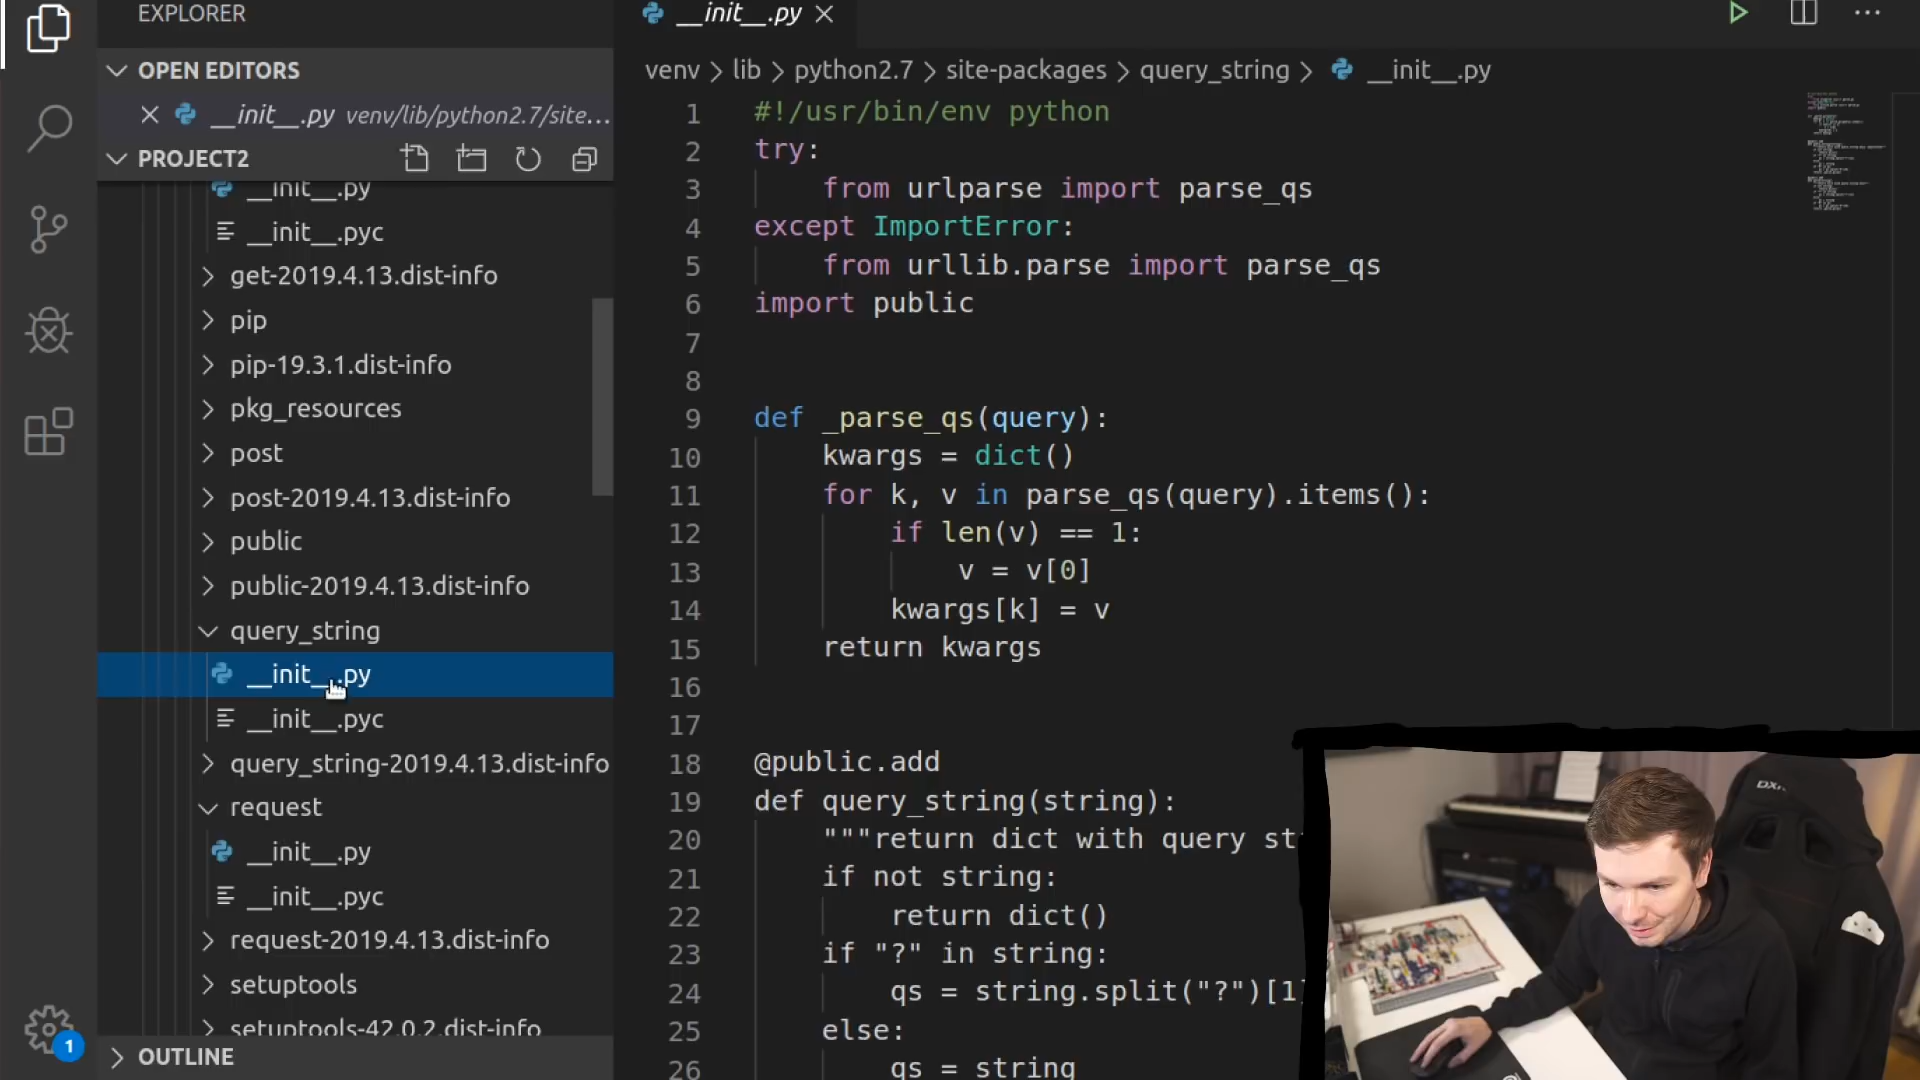 EXPLORER
OPEN EDITORS
__init__.py venv/lib/python2.7/site...
PROJECT2
__init__.py
__init__.pyc
get-2019.4.13.dist-info
pip
pip-19.3.1.dist-info
pkg_resources
post
post-2019.4.13.dist-info
public
public-2019.4.13.dist-info
query_string
__init__.py
__init__.pyc
query_string-2019.4.13.dist-info
request
__init__.py
__init__.pyc
request-2019.4.13.dist-info
setuptools
setuptools-42.0.2.dist-info
OUTLINE
1
__init__.py
venv > lib > python2.7 > site-packages > query_string > __init__.py
1 #!/usr/bin/env python
2 try:
3 from urlparse import parse_qs
4 except ImportError:
5 from urllib.parse import parse_qs
6 import public
7
8
9 def _parse_qs(query):
10 kwargs = dict()
11 for k, v in parse_qs(query).items():
12 if len(v) == 1:
13 v = v[0]
14 kwargs[k] = v
15 return kwargs
16
17
18 @public.add
19 def query_string(string):
20 """return dict with query st
21 if not string:
22 return dict()
23 if "?" in string:
24 qs = string.split("?")[1]
25 else:
26 qs = string